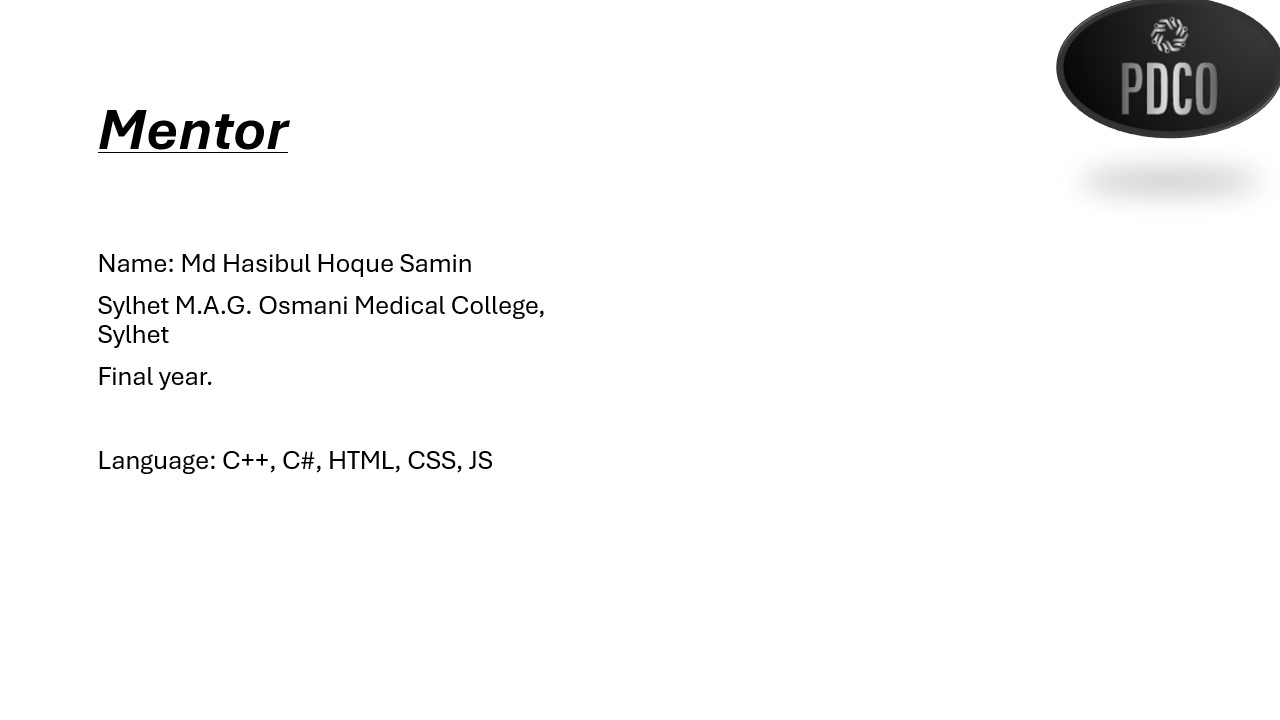 PDCO
Mentor
Name: Md Hasibul Hoque Samin
Sylhet M.A.G. Osmani Medical College,
Sylhet
Final year.
Language: C++, C#, HTML, CSS, JS